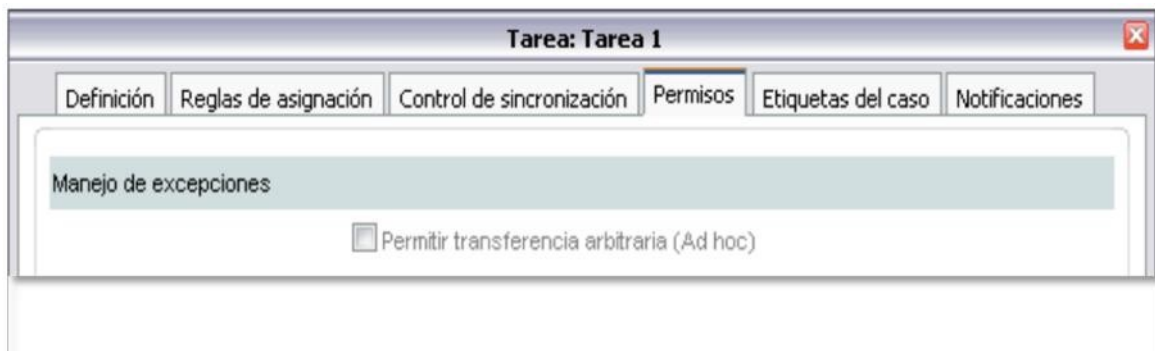 Tarea: Tarea 1
Definición Reglas de asignación Control de sincronización Permisos Etiquetas del caso Notificaciones
Manejo de excepciones
Permitir transferencia arbitraria (Ad hoc)